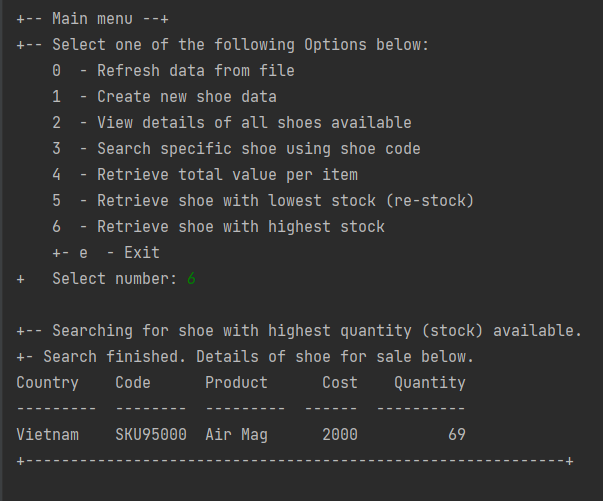 +-- Main menu --+
+-- Select one of the following Options below:
    0  - Refresh data from file
    1  - Create new shoe data
    2  - View details of all shoes available
    3  - Search specific shoe using shoe code
    4  - Retrieve total value per item
    5  - Retrieve shoe with lowest stock (re-stock)
    6  - Retrieve shoe with highest stock
    +- e  - Exit
+   Select number: 6

+-- Searching for shoe with highest quantity (stock) available.
+- Search finished. Details of shoe for sale below.
Country    Code      Product      Cost    Quantity
---------  --------  ---------  ------  ----------
Vietnam    SKU95000  Air Mag      2000          69
+------------------------------------------------------------+